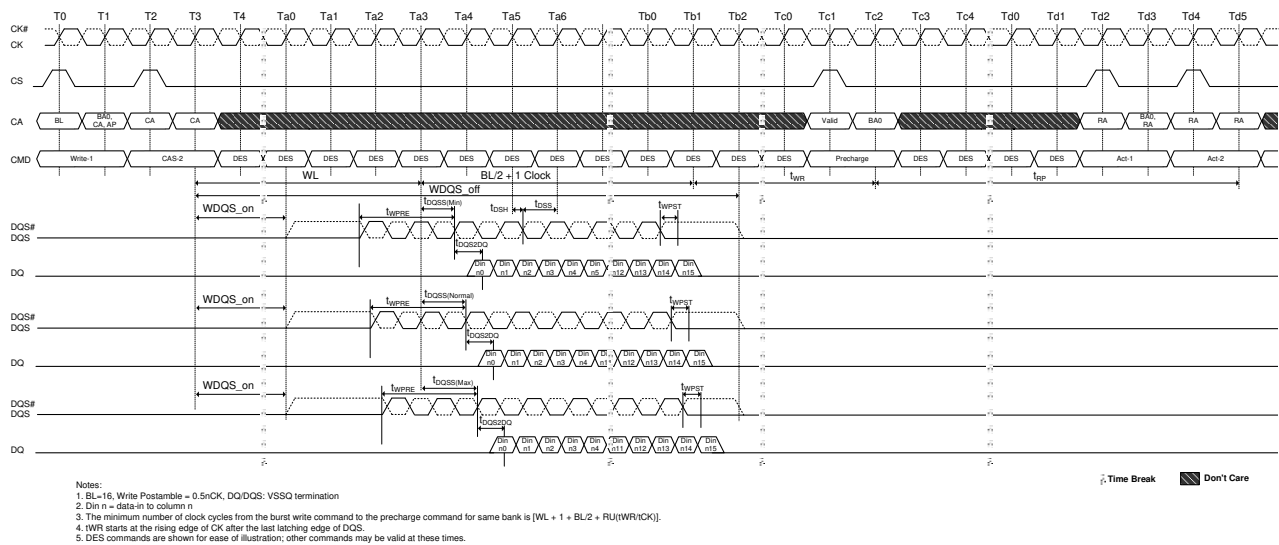 T0 T1 T2 T3 T4 Ta0 Ta1 Ta2 Ta3 Ta4 Ta5 Ta6 Tb0 Tb1 Tb2 Tc0 Tc1 Tc2 Tc3 Tc4 Td0 Td1 Td2 Td3 Td4 Td5
CK#
CK
CS
CA BL BA0, CA, AP CA CA Valid BA0 RA BA0, RA RA RA
CMD Write-1 CAS-2 DES DES DES DES DES DES DES DES DES DES DES DES DES Precharge DES DES DES DES Act-1 Act-2
WL BL/2 + 1 Clock tWR tRP
WDQS_off
WDQS_on tWPRE tDQSS(Min) tDSH tDSS tWPST
DQS#
DQS
tDQS2DQ
DQ Din n0 Din n1 Din n2 Din n3 Din n4 Din n5 Din n12 Din n13 Din n14 Din n15
WDQS_on tWPRE tDQSS(Normal) tWPST
DQS#
DQS
tDQS2DQ
DQ Din n0 Din n1 Din n2 Din n3 Din n4 Din n12 Din n13 Din n14 Din n15
WDQS_on tWPRE tDQSS(Max) tWPST
DQS#
DQS
tDQS2DQ
DQ Din n0 Din n1 Din n2 Din n3 Din n4 Din n11 Din n12 Din n13 Din n14 Din n15
Time Break Don't Care
Notes:
1. BL=16, Write Postamble = 0.5nCK, DQ/DQS: VSSQ termination
2. Din n = data-in to column n
3. The minimum number of clock cycles from the burst write command to the precharge command for same bank is [WL + 1 + BL/2 + RU(tWR/tCK)].
4. tWR starts at the rising edge of CK after the last latching edge of DQS.
5. DES commands are shown for ease of illustration; other commands may be valid at these times.